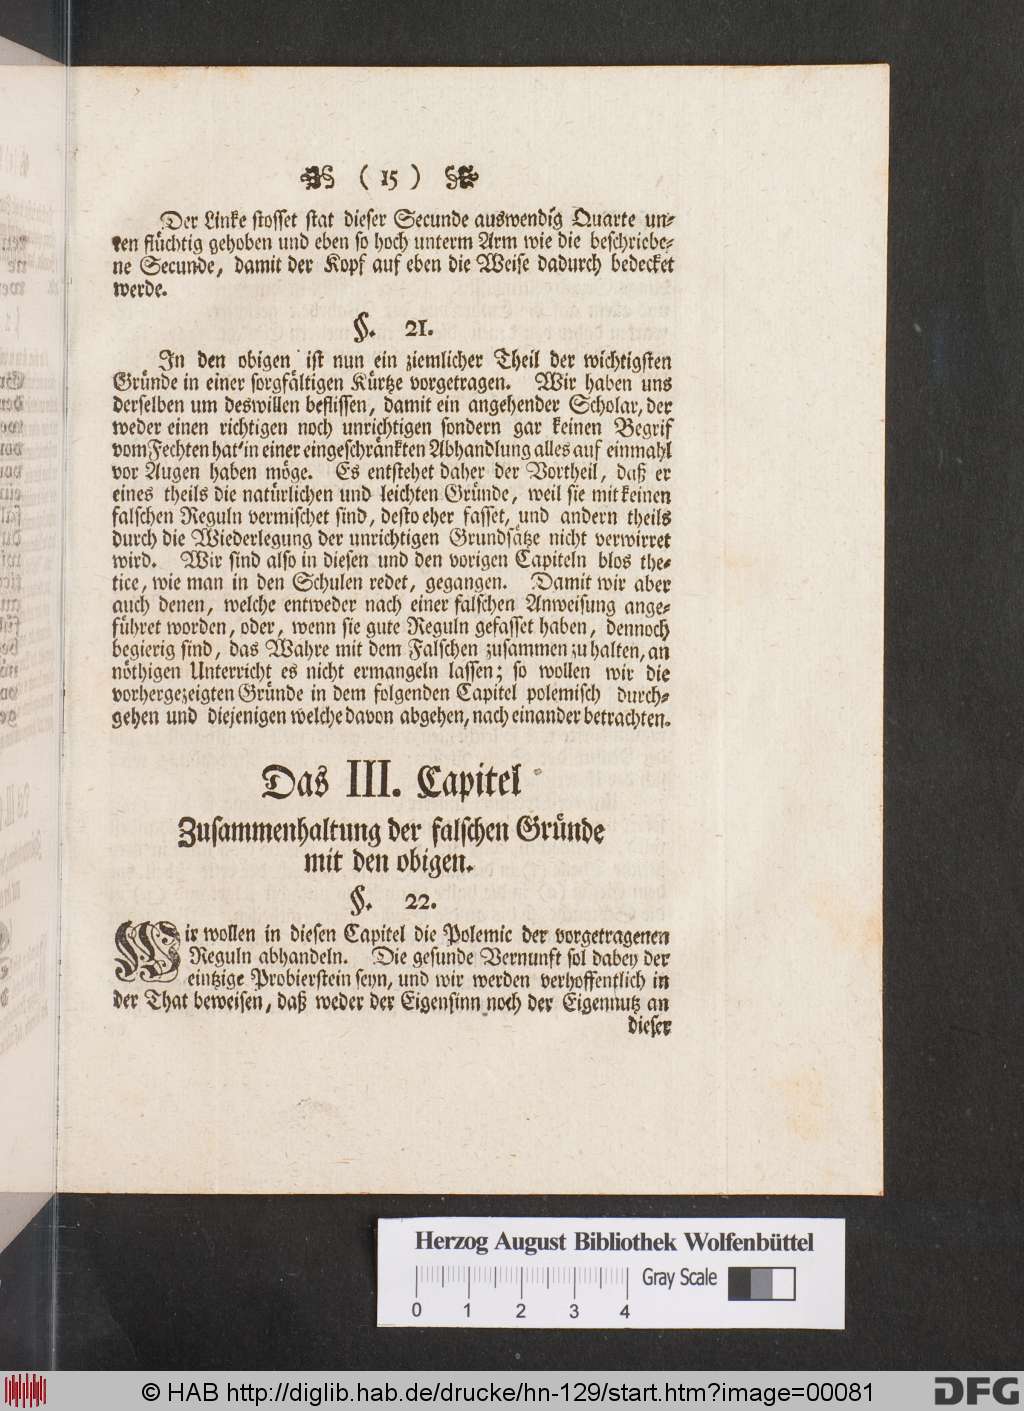 ( 15 )
Der Linke stosset stat dieser Secunde auswendig Quarte un-
ten flüchtig gehoben und eben so hoch unterm Arm wie die beschriebe-
ne Secunde, damit der Kopf auf eben die Weise dadurch bedecket
werde.
§. 21.
In den obigen ist nun ein ziemlicher Theil der wichtigsten
Gründe in einer sorgfältigen Kürtze vorgetragen. Wir haben uns
derselben um deswillen beflissen, damit ein angehender Scholar, der
weder einen richtigen noch unrichtigen sondern gar keinen Begrif
vom Fechten hat in einer eingeschränkten Abhandlung alles auf einmahl
vor Augen haben möge. Es entstehet daher der Vortheil, daß er
eines theils die natürlichen und leichten Gründe, weil sie mit keinen
falschen Reguln vermischet sind, desto eher fasset, und andern theils
durch die Wiederlegung der unrichtigen Grundsätze nicht verwirret
wird. Wir sind also in diesen und den vorigen Capiteln blos the-
tice, wie man in den Schulen redet, gegangen. Damit wir aber
auch denen, welche entweder nach einer falschen Anweisung ange-
führet worden, oder, wenn sie gute Reguln gefasset haben, dennoch
begierig sind, das Wahre mit dem Falschen zusammen zu halten, an
nöthigen Unterricht es nicht ermangeln lassen; so wollen wir die
vorhergezeigten Gründe in dem folgenden Capitel polemisch durch-
gehen und diejenigen welche davon abgehen, nach einander betrachten.
Das III. Capitel
Zusammenhaltung der falschen Gründe
mit den obigen.
§. 22.
Wir wollen in diesen Capitel die Polemic der vorgetragenen
Reguln abhandeln. Die gesunde Vernunft sol dabey der
eintzige Probierstein seyn, und wir werden verhoffentlich in
der That beweisen, daß weder der Eigensinn noch der Eigennutz an
dieser
Herzog August Bibliothek Wolfenbüttel
Gray Scale
0 1 2 3 4
© HAB http://diglib.hab.de/drucke/hn-129/start.htm?image=00081
DFG